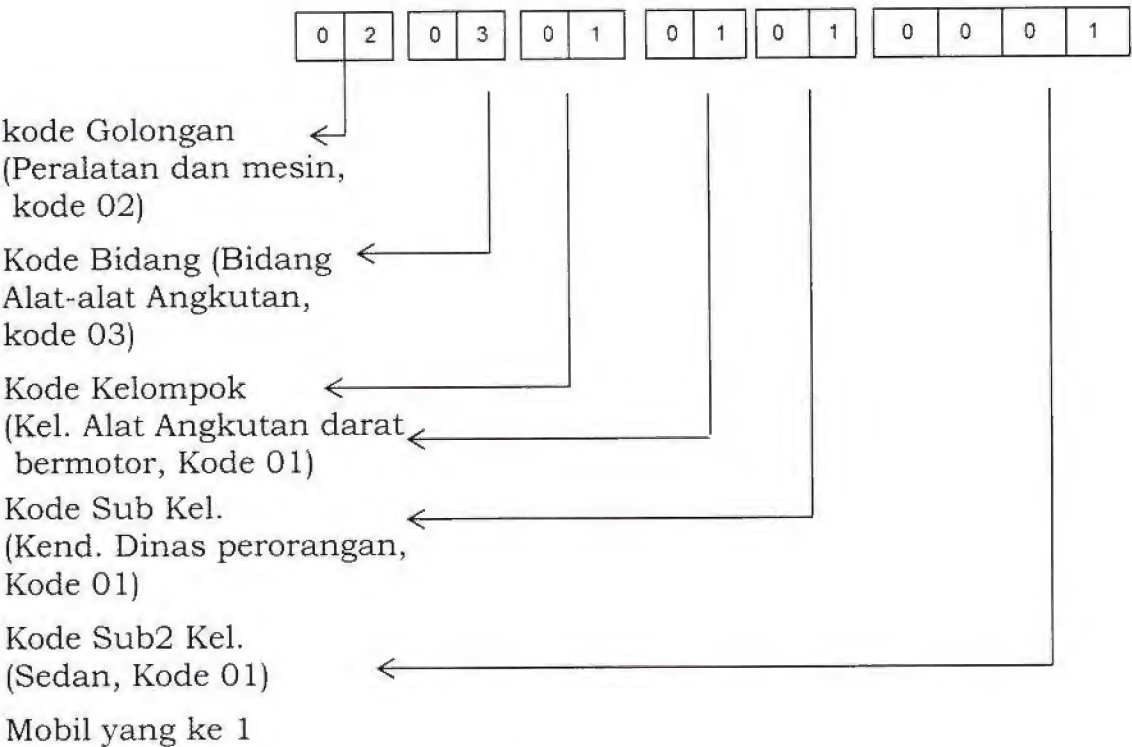 0 2 0 3 0 1 0 1 0 1 0 0 0 1
kode Golongan
(Peralatan dan mesin,
kode 02)
Kode Bidang (Bidang
Alat-alat Angkutan,
kode 03)
Kode Kelompok
(Kel. Alat Angkutan darat
bermotor, Kode 01)
Kode Sub Kel.
(Kend. Dinas perorangan,
Kode 01)
Kode Sub2 Kel.
(Sedan, Kode 01)
Mobil yang ke 1